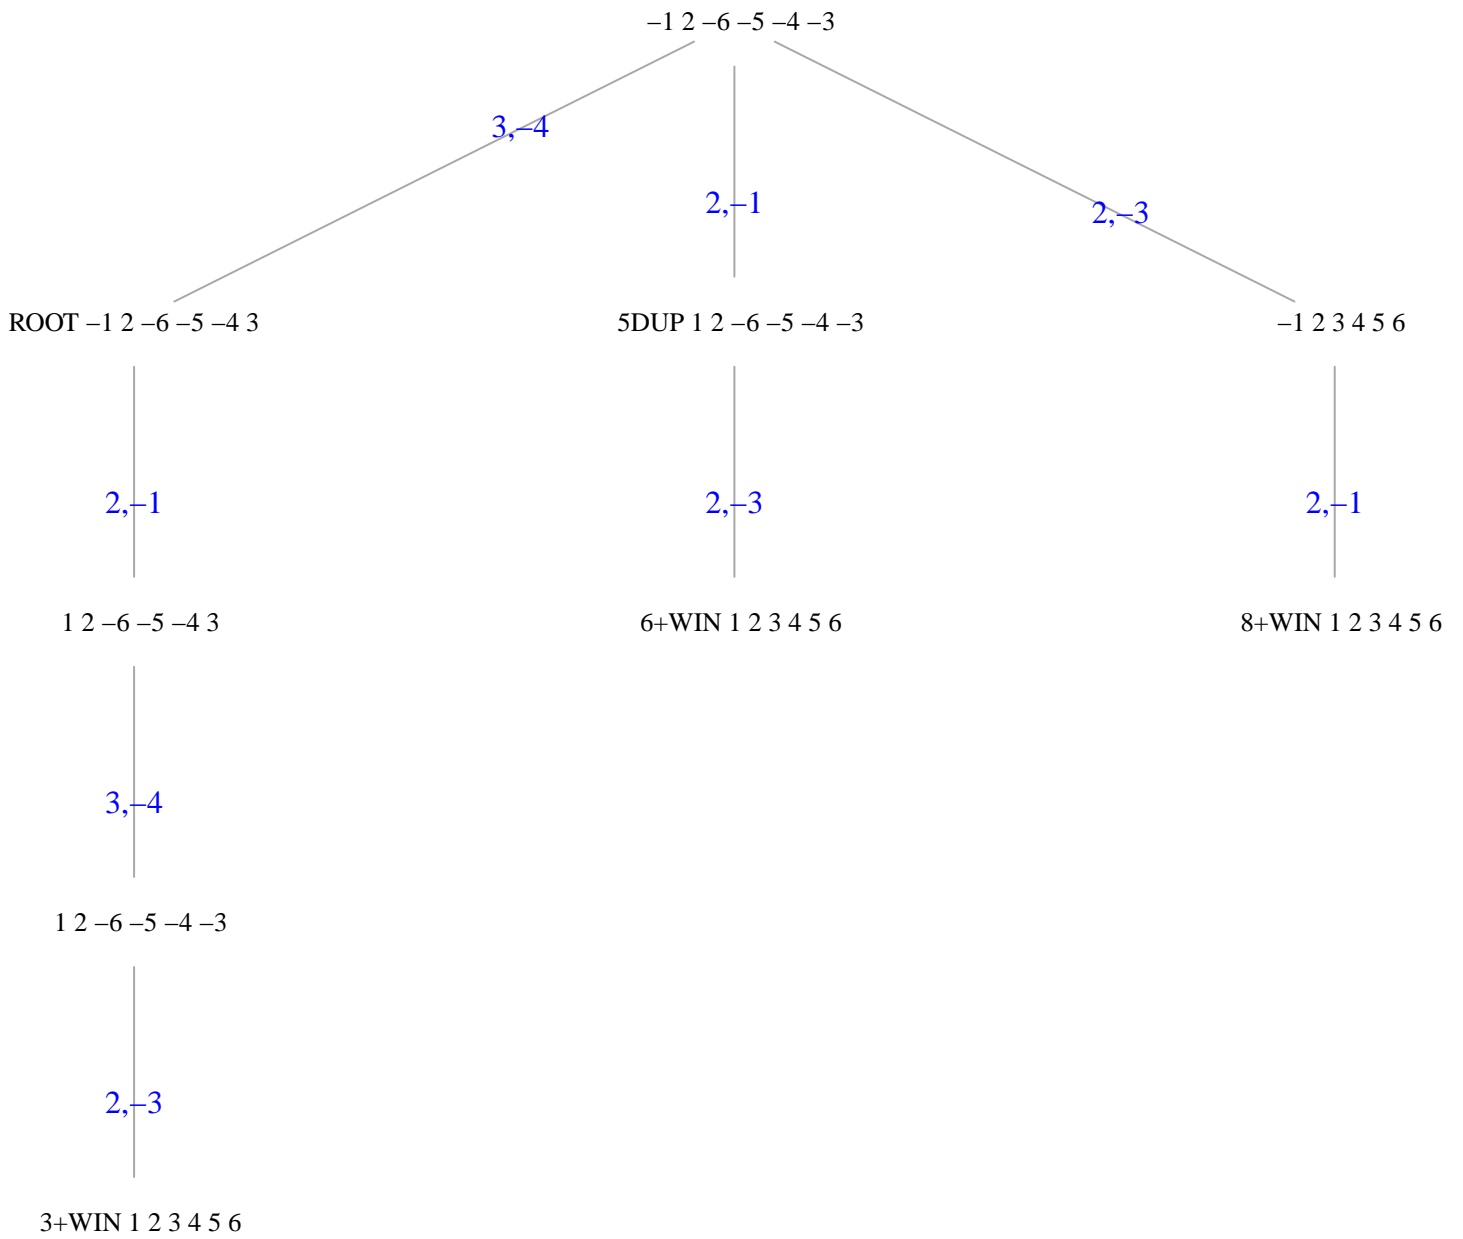 –1 2 –6 –5 –4 –3
3,–4
2,–1
2,–3
ROOT –1 2 –6 –5 –4 3
5DUP 1 2 –6 –5 –4 –3
–1 2 3 4 5 6
2,–1
2,–3
2,–1
1 2 –6 –5 –4 3
6+WIN 1 2 3 4 5 6
8+WIN 1 2 3 4 5 6
3,–4
1 2 –6 –5 –4 –3
2,–3
3+WIN 1 2 3 4 5 6